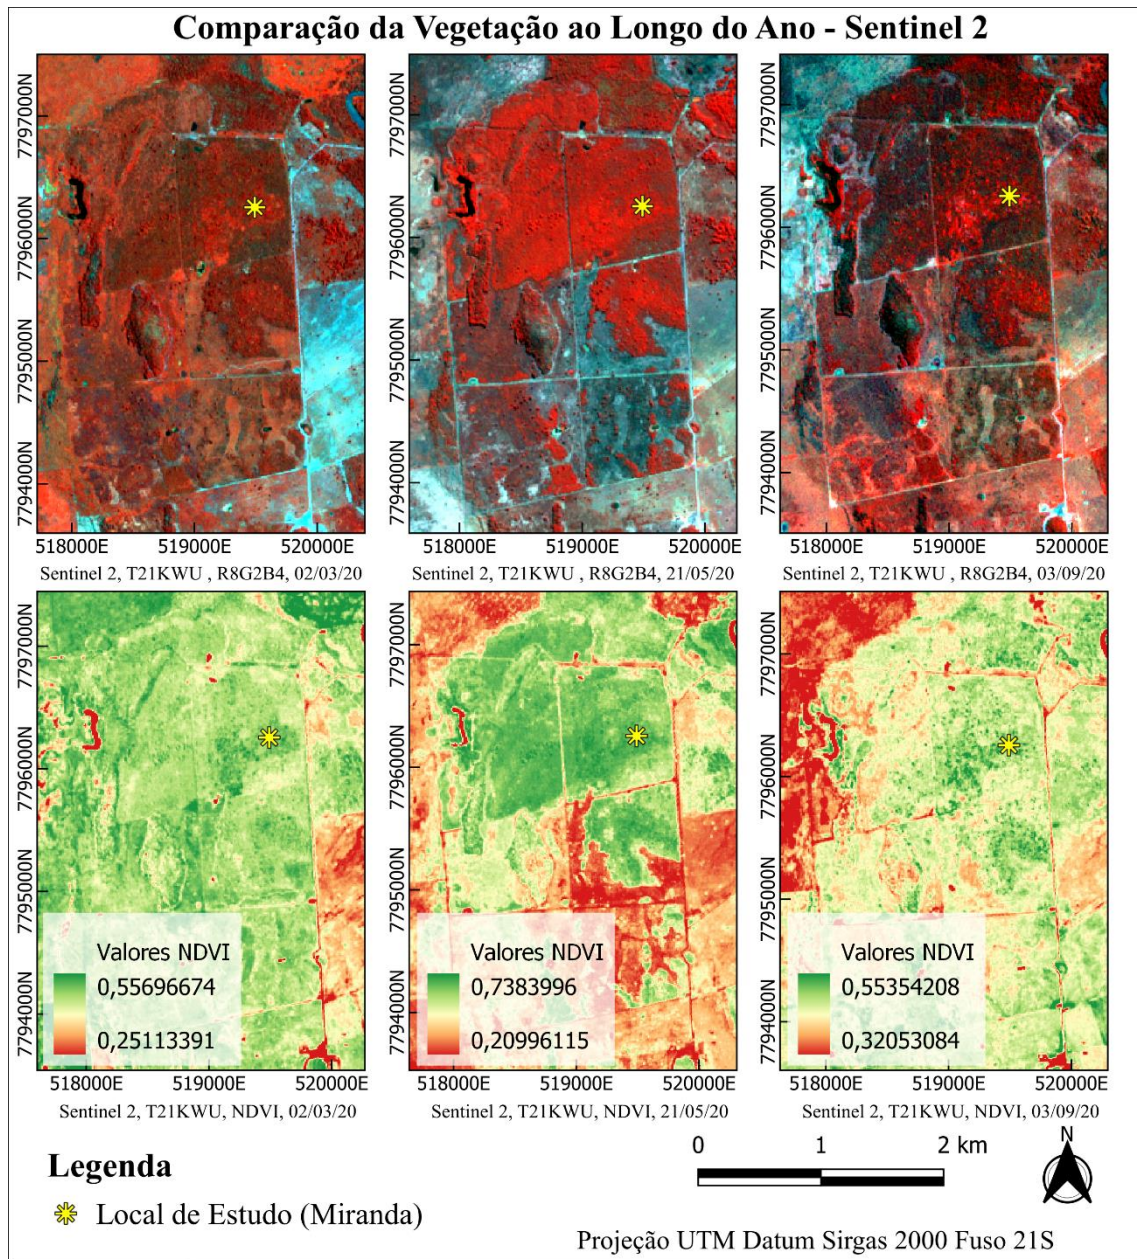 Comparação da Vegetação ao Longo do Ano - Sentinel 2
7797000N
7796000N
7795000N
7794000N
518000E 519000E 520000E
Sentinel 2, T21KWU , R8G2B4, 02/03/20
7797000N
7796000N
7795000N
7794000N
518000E 519000E 520000E
Sentinel 2, T21KWU , R8G2B4, 21/05/20
7797000N
7796000N
7795000N
7794000N
518000E 519000E 520000E
Sentinel 2, T21KWU , R8G2B4, 03/09/20
7797000N
7796000N
7795000N
7794000N
Valores NDVI
0,55696674
0,25113391
518000E 519000E 520000E
Sentinel 2, T21KWU, NDVI, 02/03/20
7797000N
7796000N
7795000N
7794000N
Valores NDVI
0,7383996
0,20996115
518000E 519000E 520000E
Sentinel 2, T21KWU, NDVI, 21/05/20
7797000N
7796000N
7795000N
7794000N
Valores NDVI
0,55354208
0,32053084
518000E 519000E 520000E
Sentinel 2, T21KWU, NDVI, 03/09/20
Legenda
Local de Estudo (Miranda)
0 1 2 km
N
Projeção UTM Datum Sirgas 2000 Fuso 21S